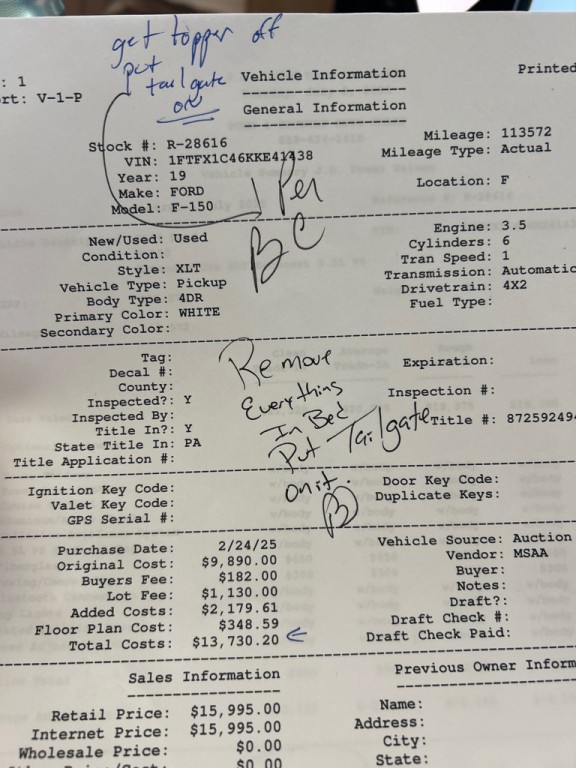 get topper off
put
tailgate
on
: 1
rt: V-1-P
Vehicle Information
Printed
General Information
Stock #: R-28616
VIN: 1FTFX1C46KKE41438
Year: 19
Make: FORD
Model: F-150
Mileage: 113572
Mileage Type: Actual
Location: F
Per
BC
New/Used: Used
Condition:
Style: XLT
Vehicle Type: Pickup
Body Type: 4DR
Primary Color: WHITE
Secondary Color:
Engine: 3.5
Cylinders: 6
Tran Speed: 1
Transmission: Automatic
Drivetrain: 4X2
Fuel Type:
Tag:
Decal #:
County:
Inspected?: Y
Inspected By:
Title In?: Y
State Title In: PA
Title Application #:
Remove
Everything
In Bed
Put Tailgate
on it.
B
Expiration:
Inspection #:
Title #: 87259249
Ignition Key Code:
Valet Key Code:
GPS Serial #:
Door Key Code:
Duplicate Keys:
Purchase Date: 2/24/25
Original Cost: $9,890.00
Buyers Fee: $182.00
Lot Fee: $1,130.00
Added Costs: $2,179.61
Floor Plan Cost: $348.59
Total Costs: $13,730.20
Vehicle Source: Auction
Vendor: MSAA
Buyer:
Notes:
Draft?:
Draft Check #:
Draft Check Paid:
Sales Information
Retail Price: $15,995.00
Internet Price: $15,995.00
Wholesale Price: $0.00
$0.00
Previous Owner Inform
Name:
Address:
City:
State: